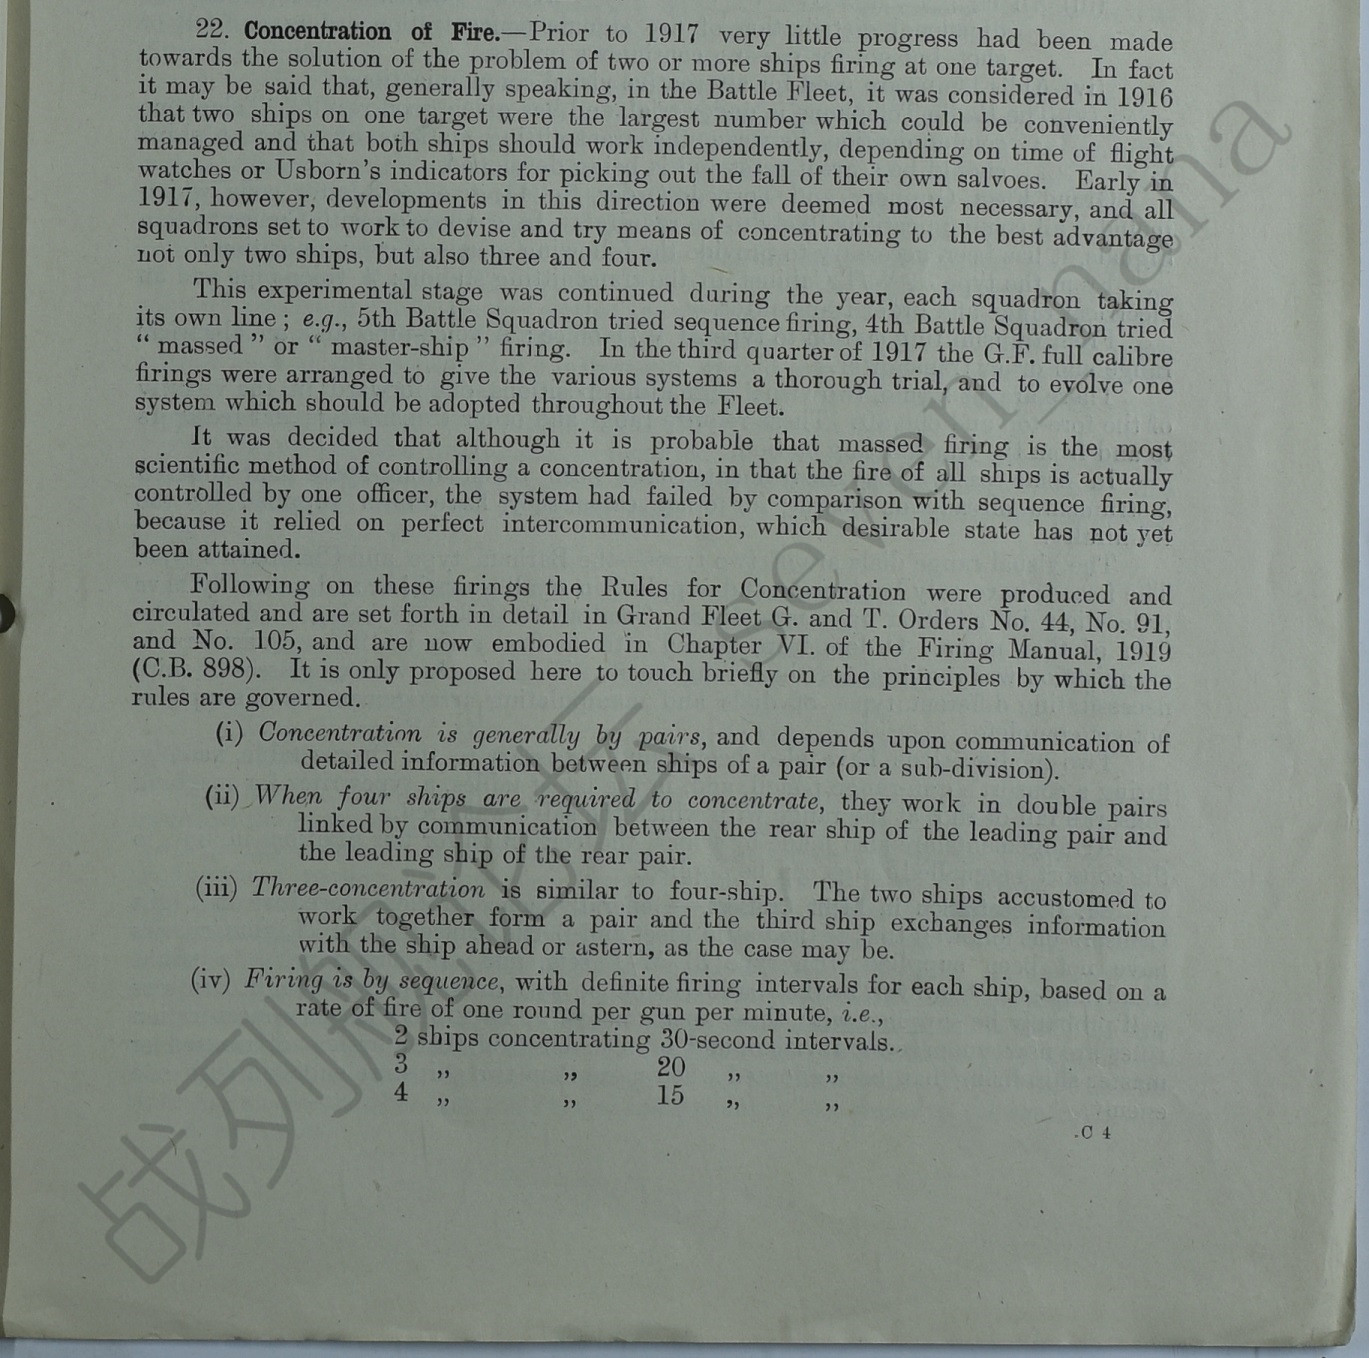 22. Concentration of Fire.—Prior to 1917 very little progress had been made
towards the solution of the problem of two or more ships firing at one target. In fact
it may be said that, generally speaking, in the Battle Fleet, it was considered in 1916
that two ships on one target were the largest number which could be conveniently
managed and that both ships should work independently, depending on time of flight
watches or Usborn's indicators for picking out the fall of their own salvoes. Early in
1917, however, developments in this direction were deemed most necessary, and all
squadrons set to work to devise and try means of concentrating to the best advantage
not only two ships, but also three and four.
This experimental stage was continued during the year, each squadron taking
its own line; e.g., 5th Battle Squadron tried sequence firing, 4th Battle Squadron tried
"massed" or "master-ship" firing. In the third quarter of 1917 the G.F. full calibre
firings were arranged to give the various systems a thorough trial, and to evolve one
system which should be adopted throughout the Fleet.
It was decided that although it is probable that massed firing is the most
scientific method of controlling a concentration, in that the fire of all ships is actually
controlled by one officer, the system had failed by comparison with sequence firing,
because it relied on perfect intercommunication, which desirable state has not yet
been attained.
Following on these firings the Rules for Concentration were produced and
circulated and are set forth in detail in Grand Fleet G. and T. Orders No. 44, No. 91,
and No. 105, and are now embodied in Chapter VI. of the Firing Manual, 1919
(C.B. 898). It is only proposed here to touch briefly on the principles by which the
rules are governed.
(i) Concentration is generally by pairs, and depends upon communication of
detailed information between ships of a pair (or a sub-division).
(ii) When four ships are required to concentrate, they work in double pairs
linked by communication between the rear ship of the leading pair and
the leading ship of the rear pair.
(iii) Three-concentration is similar to four-ship. The two ships accustomed to
work together form a pair and the third ship exchanges information
with the ship ahead or astern, as the case may be.
(iv) Firing is by sequence, with definite firing intervals for each ship, based on a
rate of fire of one round per gun per minute, i.e.,
2 ships concentrating 30-second intervals.
3 „ „ 20 „ „
4 „ „ 15 „ „
C 4
战列舰论坛 seven_nana